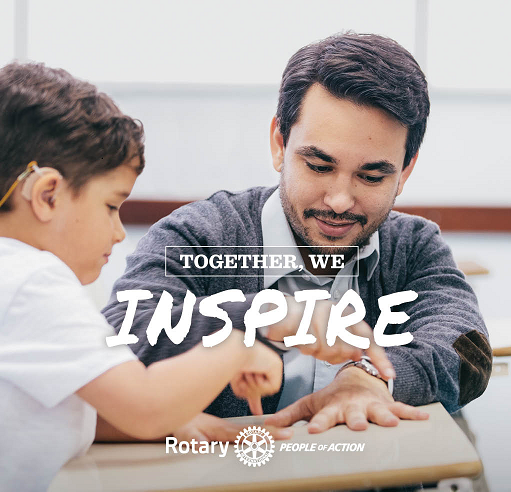 TOGETHER, WE
INSPIRE
Rotary PEOPLE OF ACTION